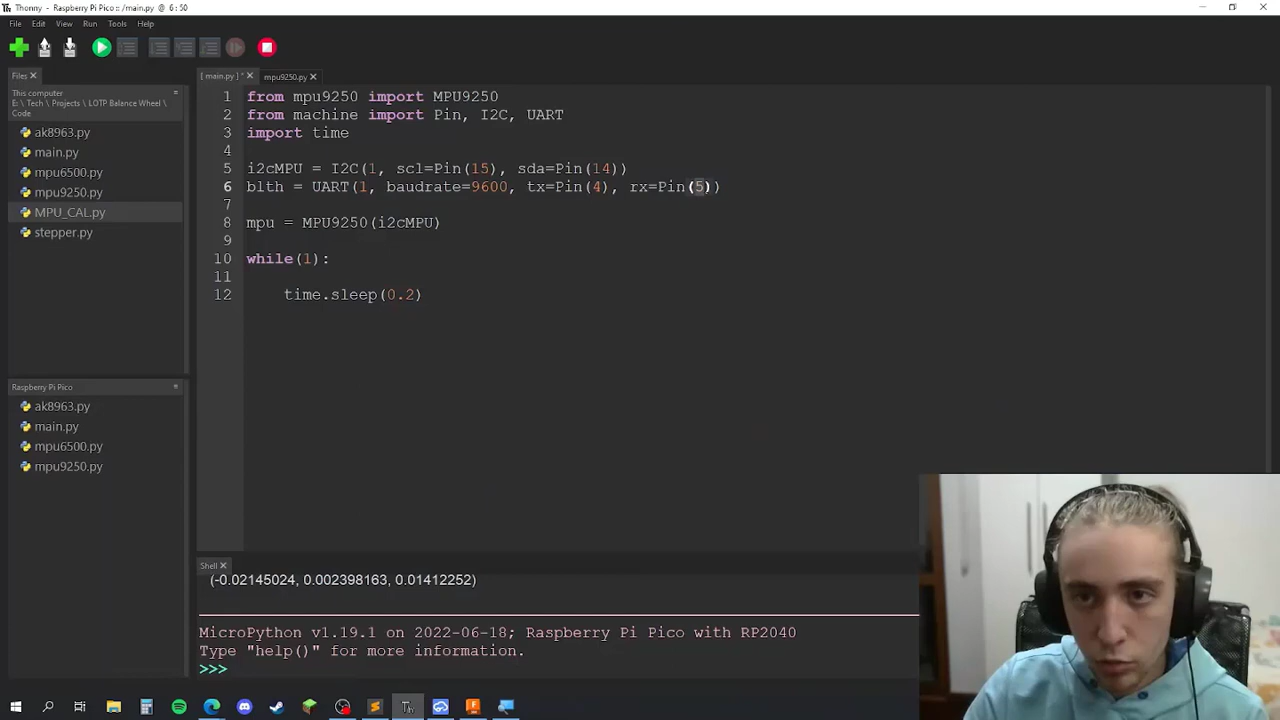 Thonny - Raspberry Pi Pico :: /main.py @ 6 : 50
File Edit View Run Tools Help
Files
This computer
E: \ Tech \ Projects \ LOTP Balance Wheel \
Code
ak8963.py
main.py
mpu6500.py
mpu9250.py
MPU_CAL.py
stepper.py
Raspberry Pi Pico
ak8963.py
main.py
mpu6500.py
mpu9250.py
[ main.py ] *
mpu9250.py
1 from mpu9250 import MPU9250
2 from machine import Pin, I2C, UART
3 import time
4
5 i2cMPU = I2C(1, scl=Pin(15), sda=Pin(14))
6 blth = UART(1, baudrate=9600, tx=Pin(4), rx=Pin(5))
7
8 mpu = MPU9250(i2cMPU)
9
10 while(1):
11
12 time.sleep(0.2)
Shell
(-0.02145024, 0.002398163, 0.01412252)
MicroPython v1.19.1 on 2022-06-18; Raspberry Pi Pico with RP2040
Type "help()" for more information.
>>>